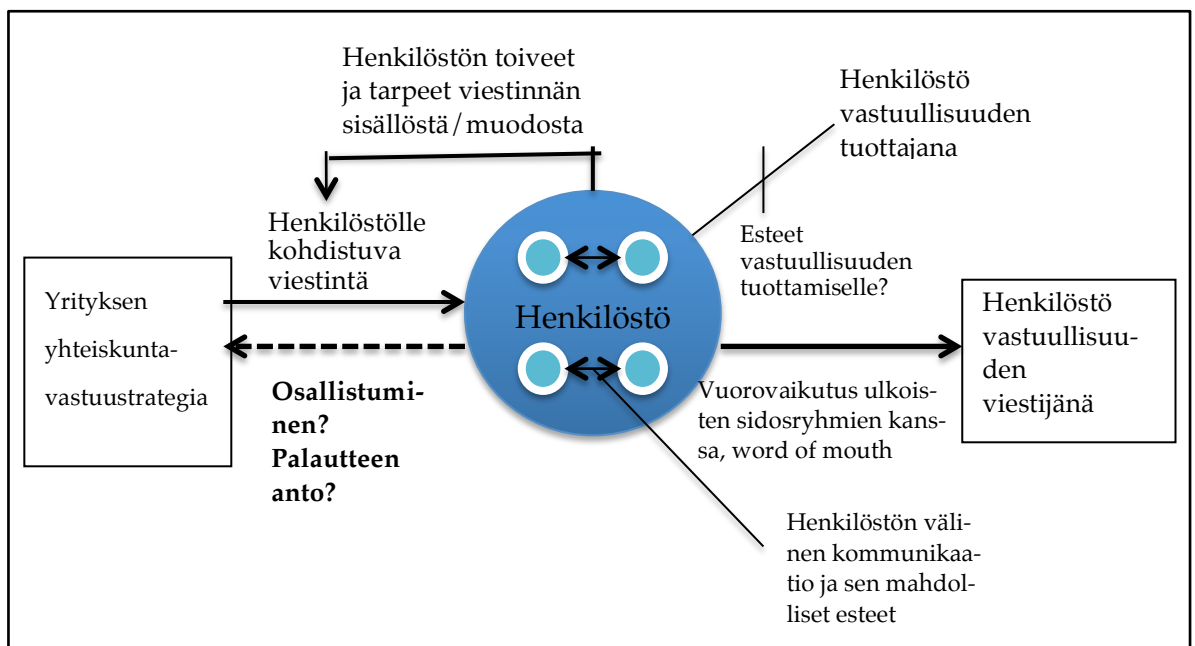 Henkilöstön toiveet
ja tarpeet viestinnän
sisällöstä/muodosta
Henkilöstö
vastuullisuuden
tuottajana
Henkilöstölle
kohdistuva
viestintä
Esteet
vastuullisuuden
tuottamiselle?
Yrityksen
yhteiskunta-
vastuustrategia
Henkilöstö
Henkilöstö
vastuullisuu-
den
viestijänä
Osallistumi-
nen?
Palautteen
anto?
Vuorovaikutus ulkois-
ten sidosryhmien kans-
sa, word of mouth
Henkilöstön väli-
nen kommunikaa-
tio ja sen mahdol-
liset esteet